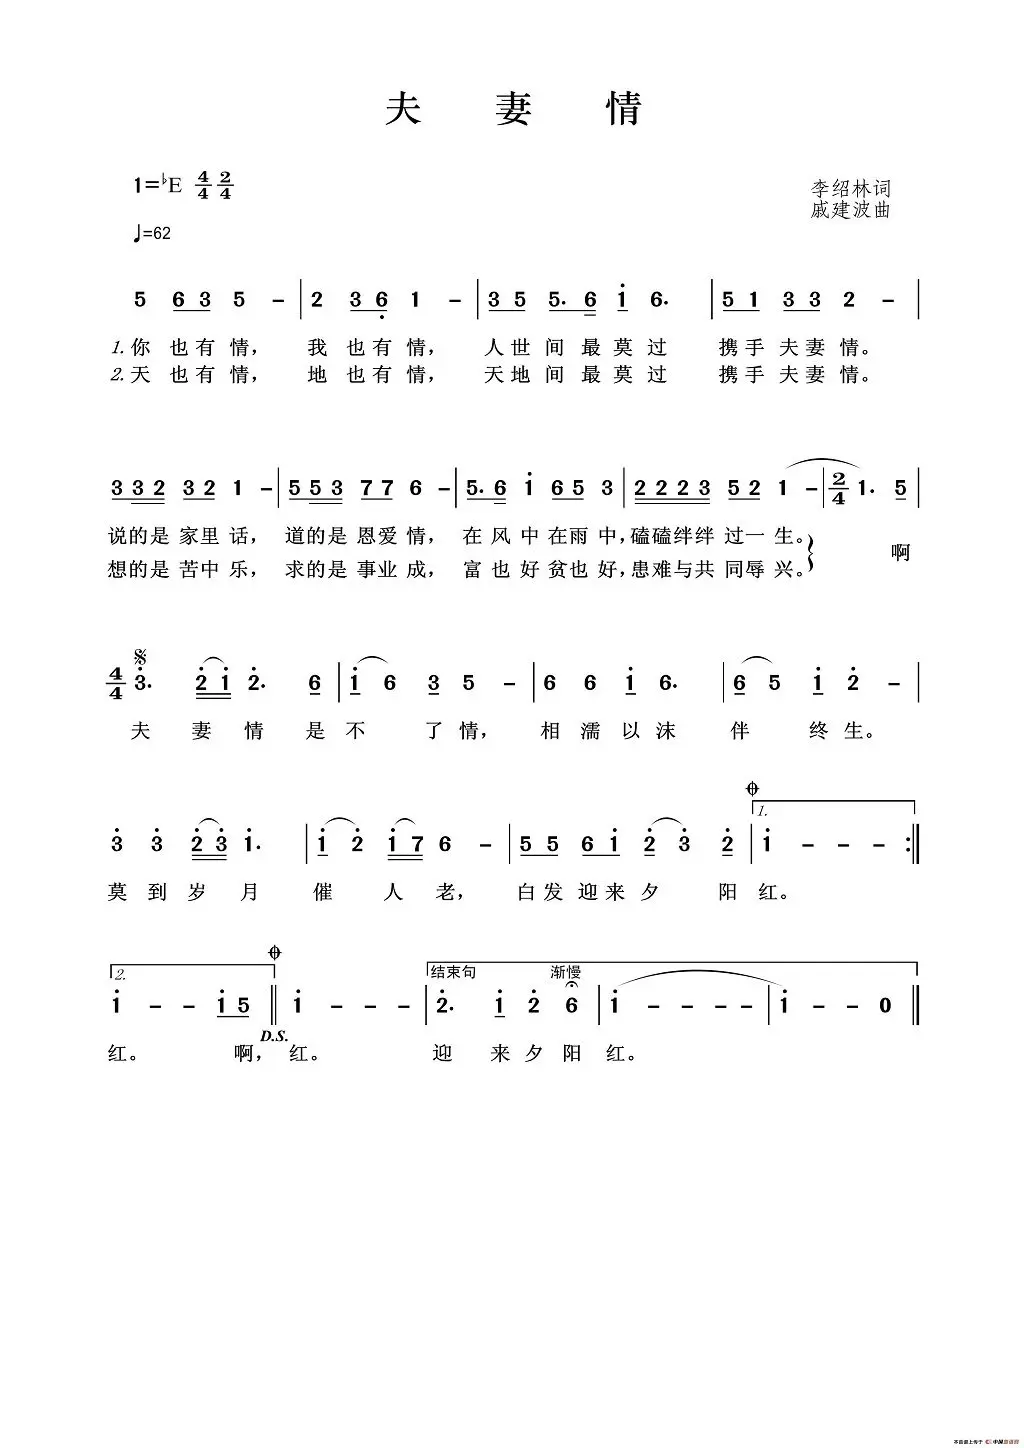 夫 妻 情
1=♭E 4/4 2/4
李绍林词
戚建波曲
♩=62
5 6 3 5 - | 2 3 6 1 - | 3 5 5. 6 1 6. | 5 1 3 3 2 - |
1. 你 也 有 情， 我 也 有 情， 人 世 间 最 莫 过 携 手 夫 妻 情。
2. 天 也 有 情， 地 也 有 情， 天 地 间 最 莫 过 携 手 夫 妻 情。
3 3 2 3 2 1 - | 5 5 3 7 7 6 - | 5. 6 1 6 5 3 | 2 2 2 3 5 2 1 - | 2/4 1. 5 |
说的是 家里 话， 道的是 恩爱 情， 在 风 中 在雨 中，磕磕绊绊 过一 生。 啊
想的是 苦中 乐， 求的是 事业 成， 富 也 好 贫也 好，患难与共 同辱 兴。
4/4 3. 2 1 2. 6 | 1 6 3 5 - | 6 6 1 6. | 6 5 1 2 - |
夫 妻 情 是 不 了 情， 相 濡 以 沫 伴 终 生。
3 3 2 3 1. | 1 2 1 7 6 - | 5 5 6 1 2 3 2 | 1. 1 - - - :|
莫 到 岁 月 催 人 老， 白 发 迎 来 夕 阳 红。
2. 结束句 渐慢
1 - - 1 5 || 1 - - - | 2. 1 2 6 | 1 - - - - | 1 - - 0 ||
D.S.
红。 啊， 红。 迎 来 夕 阳 红。